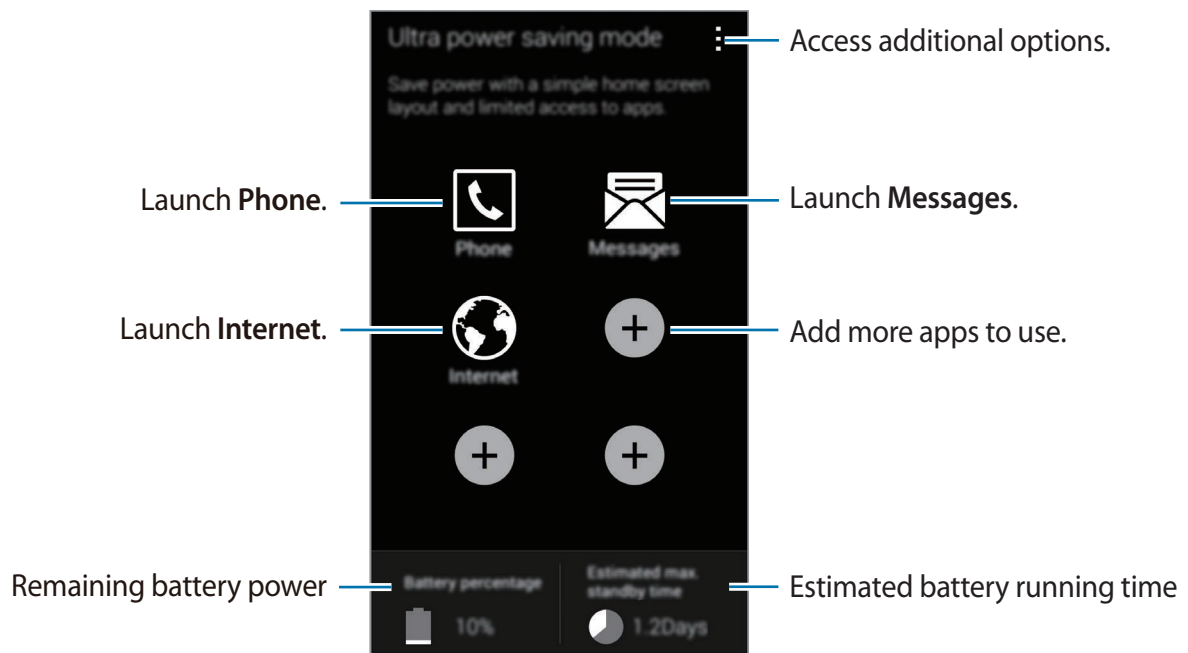 Ultra power saving mode
Access additional options.
Save power with a simple home screen
layout and limited access to apps.
Launch Phone.
Launch Messages.
Phone
Messages
Launch Internet.
Add more apps to use.
Internet
Remaining battery power
Battery percentage
10%
Estimated max.
standby time
1.2Days
Estimated battery running time